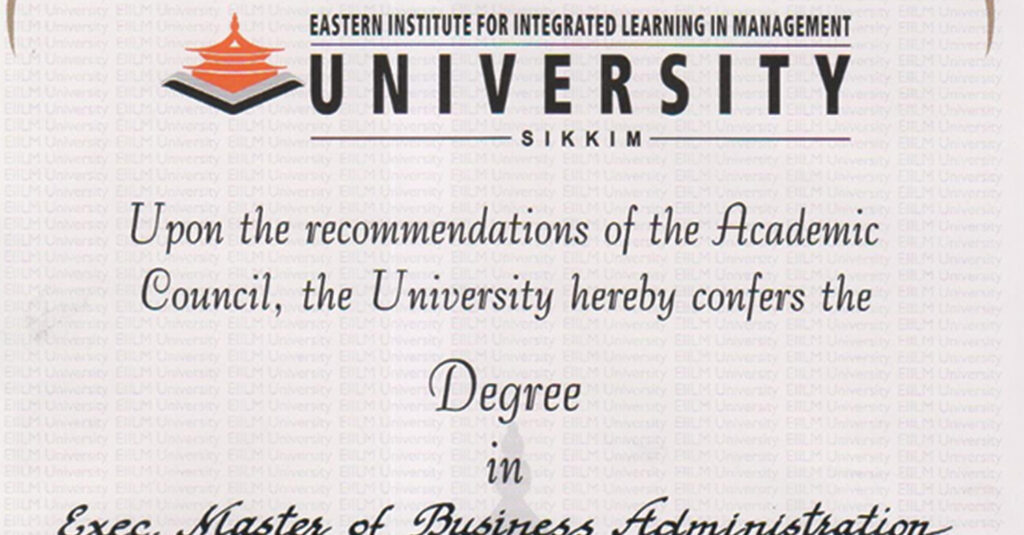 EASTERN INSTITUTE FOR INTEGRATED LEARNING IN MANAGEMENT
UNIVERSITY
SIKKIM
Upon the recommendations of the Academic
Council, the University hereby confers the
Degree
in
Exec. Master of Business Administration